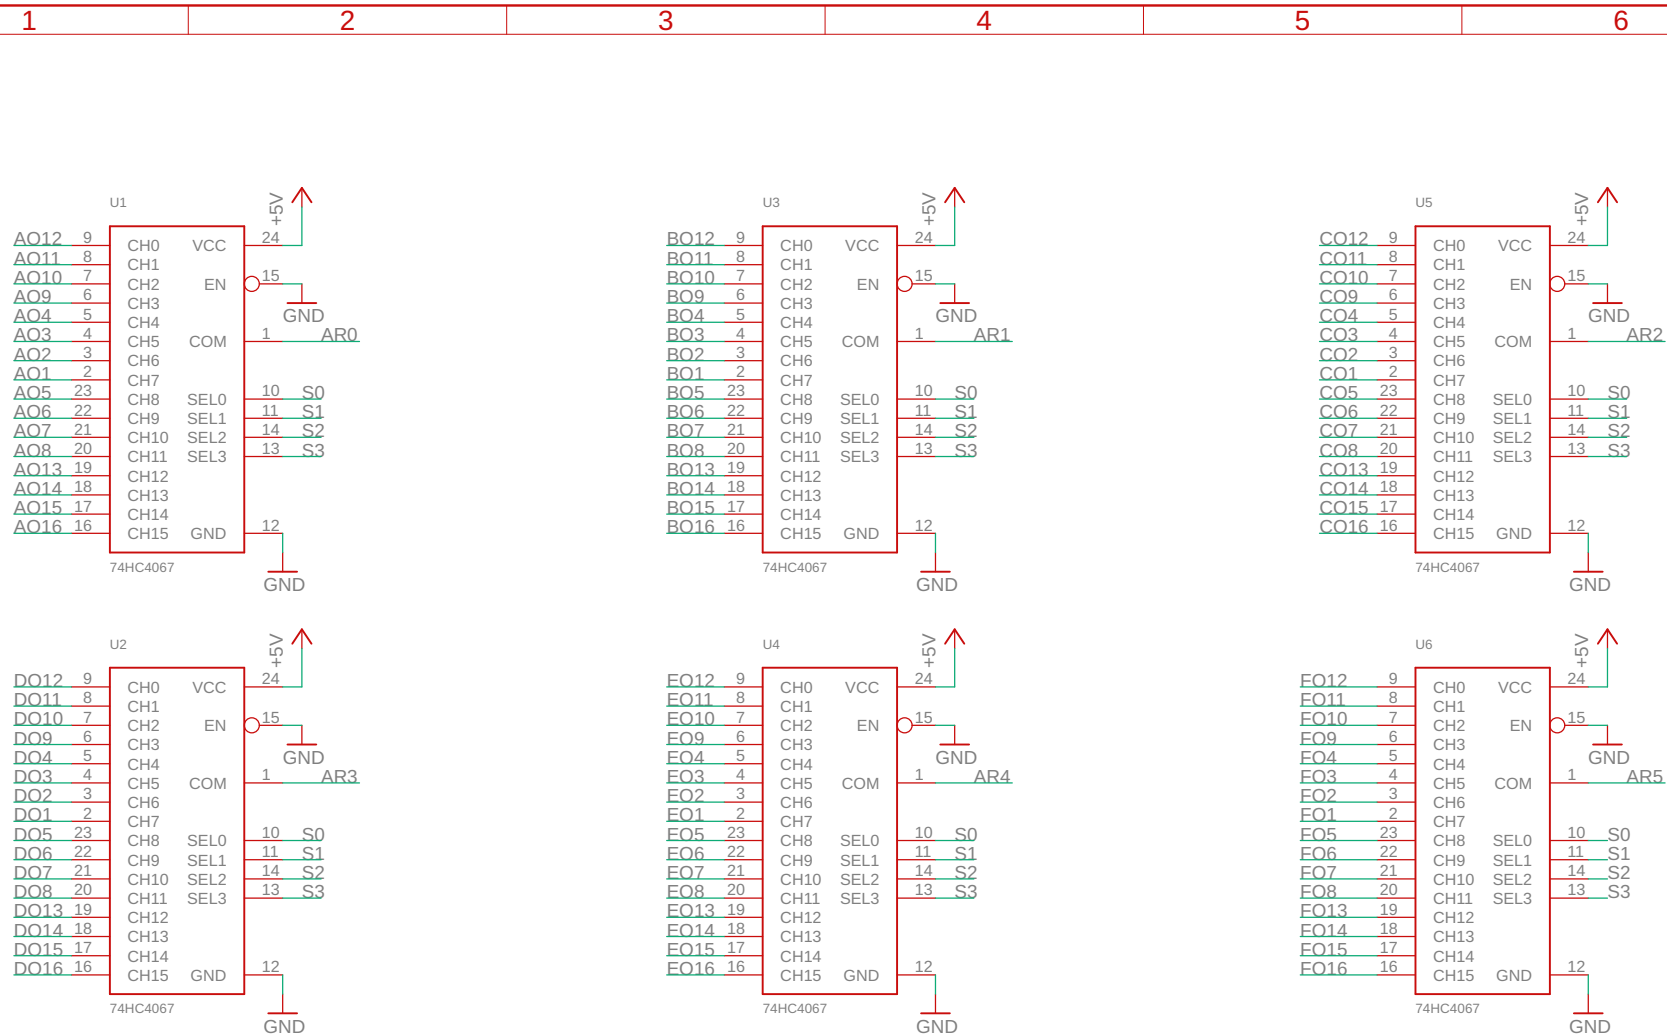 1 2 3 4 5 6
U1
+5V
AO12 9 CH0 VCC 24
AO11 8 CH1
AO10 7 CH2 EN 15
AO9 6 CH3
GND
AO4 5 CH4
AO3 4 CH5 COM 1 AR0
AO2 3 CH6
AO1 2 CH7
AO5 23 CH8 SEL0 10 S0
AO6 22 CH9 SEL1 11 S1
AO7 21 CH10 SEL2 14 S2
AO8 20 CH11 SEL3 13 S3
AO13 19 CH12
AO14 18 CH13
AO15 17 CH14
AO16 16 CH15 GND 12
74HC4067
GND
U3
+5V
BO12 9 CH0 VCC 24
BO11 8 CH1
BO10 7 CH2 EN 15
BO9 6 CH3
GND
BO4 5 CH4
BO3 4 CH5 COM 1 AR1
BO2 3 CH6
BO1 2 CH7
BO5 23 CH8 SEL0 10 S0
BO6 22 CH9 SEL1 11 S1
BO7 21 CH10 SEL2 14 S2
BO8 20 CH11 SEL3 13 S3
BO13 19 CH12
BO14 18 CH13
BO15 17 CH14
BO16 16 CH15 GND 12
74HC4067
GND
U5
+5V
CO12 9 CH0 VCC 24
CO11 8 CH1
CO10 7 CH2 EN 15
CO9 6 CH3
GND
CO4 5 CH4
CO3 4 CH5 COM 1 AR2
CO2 3 CH6
CO1 2 CH7
CO5 23 CH8 SEL0 10 S0
CO6 22 CH9 SEL1 11 S1
CO7 21 CH10 SEL2 14 S2
CO8 20 CH11 SEL3 13 S3
CO13 19 CH12
CO14 18 CH13
CO15 17 CH14
CO16 16 CH15 GND 12
74HC4067
GND
U2
+5V
DO12 9 CH0 VCC 24
DO11 8 CH1
DO10 7 CH2 EN 15
DO9 6 CH3
GND
DO4 5 CH4
DO3 4 CH5 COM 1 AR3
DO2 3 CH6
DO1 2 CH7
DO5 23 CH8 SEL0 10 S0
DO6 22 CH9 SEL1 11 S1
DO7 21 CH10 SEL2 14 S2
DO8 20 CH11 SEL3 13 S3
DO13 19 CH12
DO14 18 CH13
DO15 17 CH14
DO16 16 CH15 GND 12
74HC4067
GND
U4
+5V
EO12 9 CH0 VCC 24
EO11 8 CH1
EO10 7 CH2 EN 15
EO9 6 CH3
GND
EO4 5 CH4
EO3 4 CH5 COM 1 AR4
EO2 3 CH6
EO1 2 CH7
EO5 23 CH8 SEL0 10 S0
EO6 22 CH9 SEL1 11 S1
EO7 21 CH10 SEL2 14 S2
EO8 20 CH11 SEL3 13 S3
EO13 19 CH12
EO14 18 CH13
EO15 17 CH14
EO16 16 CH15 GND 12
74HC4067
GND
U6
+5V
FO12 9 CH0 VCC 24
FO11 8 CH1
FO10 7 CH2 EN 15
FO9 6 CH3
GND
FO4 5 CH4
FO3 4 CH5 COM 1 AR5
FO2 3 CH6
FO1 2 CH7
FO5 23 CH8 SEL0 10 S0
FO6 22 CH9 SEL1 11 S1
FO7 21 CH10 SEL2 14 S2
FO8 20 CH11 SEL3 13 S3
FO13 19 CH12
FO14 18 CH13
FO15 17 CH14
FO16 16 CH15 GND 12
74HC4067
GND